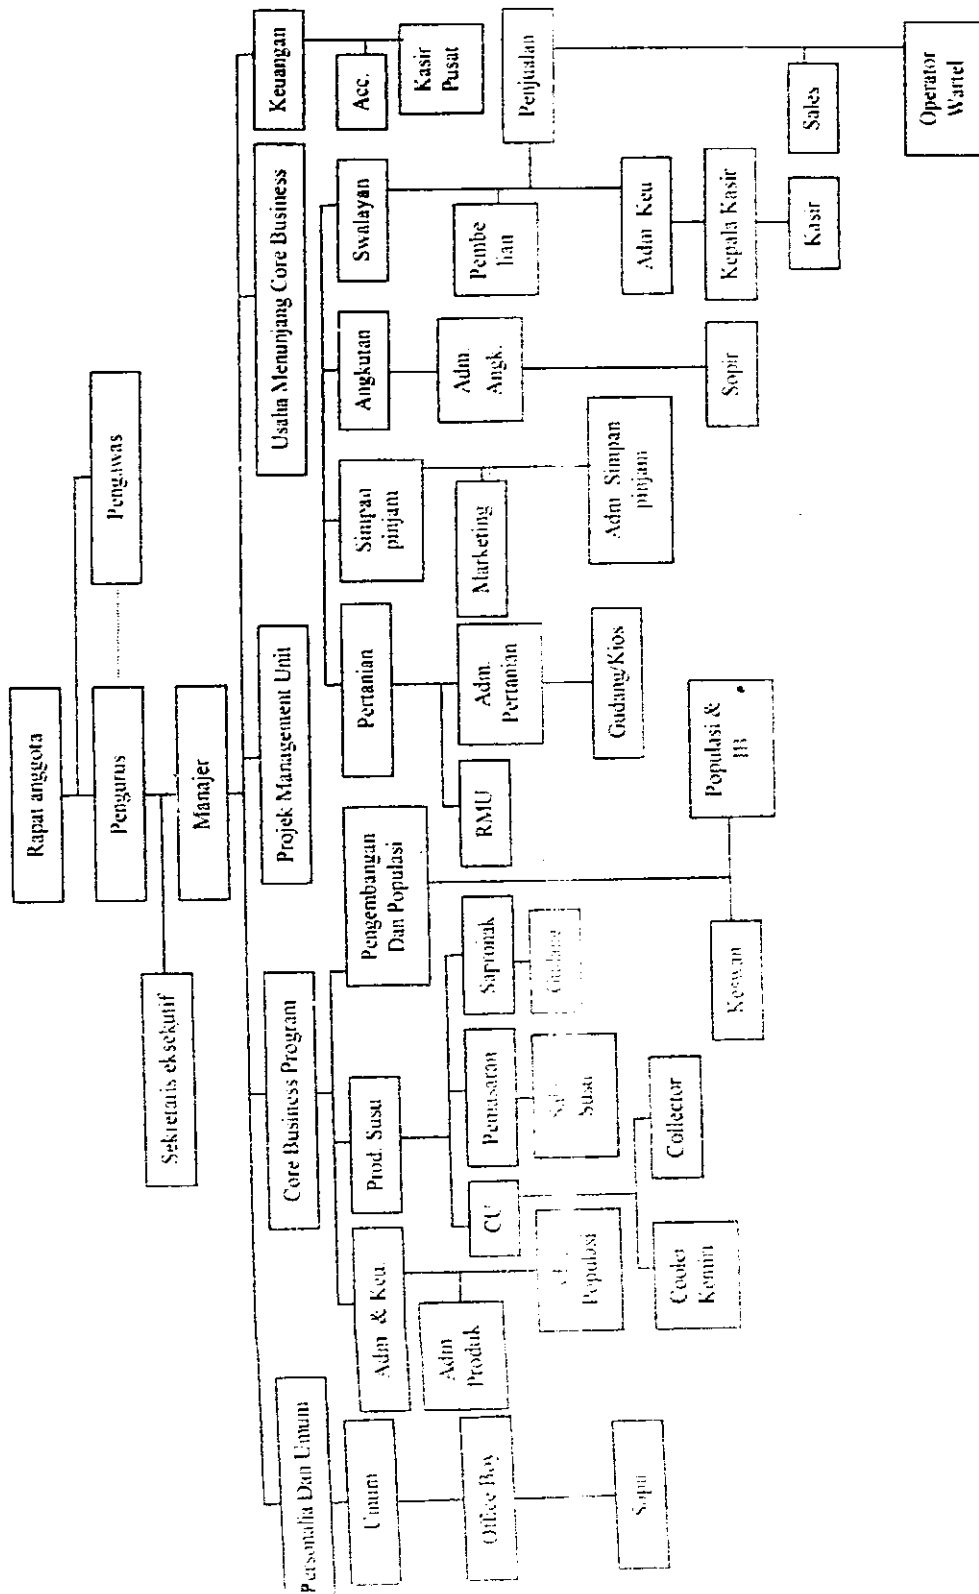 Rapat anggota
Pengurus
Pengawas
Sekretaris eksekutif
Manajer
Personalia Dan Umum
Core Business Program
Projek Management Unit
Usaha Menunjang Core Business
Keuangan
Umum
Adm & Keu.
Prod. Susu
Pengembangan
Dan Populasi
Pertanian
Simpan
pinjam
Angkutan
Swalayan
Acc.
Kasir
Pusat
Office Boy
Adm
Produk
CU
Pemasaran
Sapronak
RMU
Adm.
Pertanian
Marketing
Adm.
Angk.
Pembe
lian
Penjualan
Populasi
Susu
Gudang
Gudang/Kios
Adm Simpan
pinjam
Adm Keu
Cooler
Collector
Keswan
Populasi &
IB
Sopir
Kepala Kasir
Kasir
Sales
Operator
Wartel